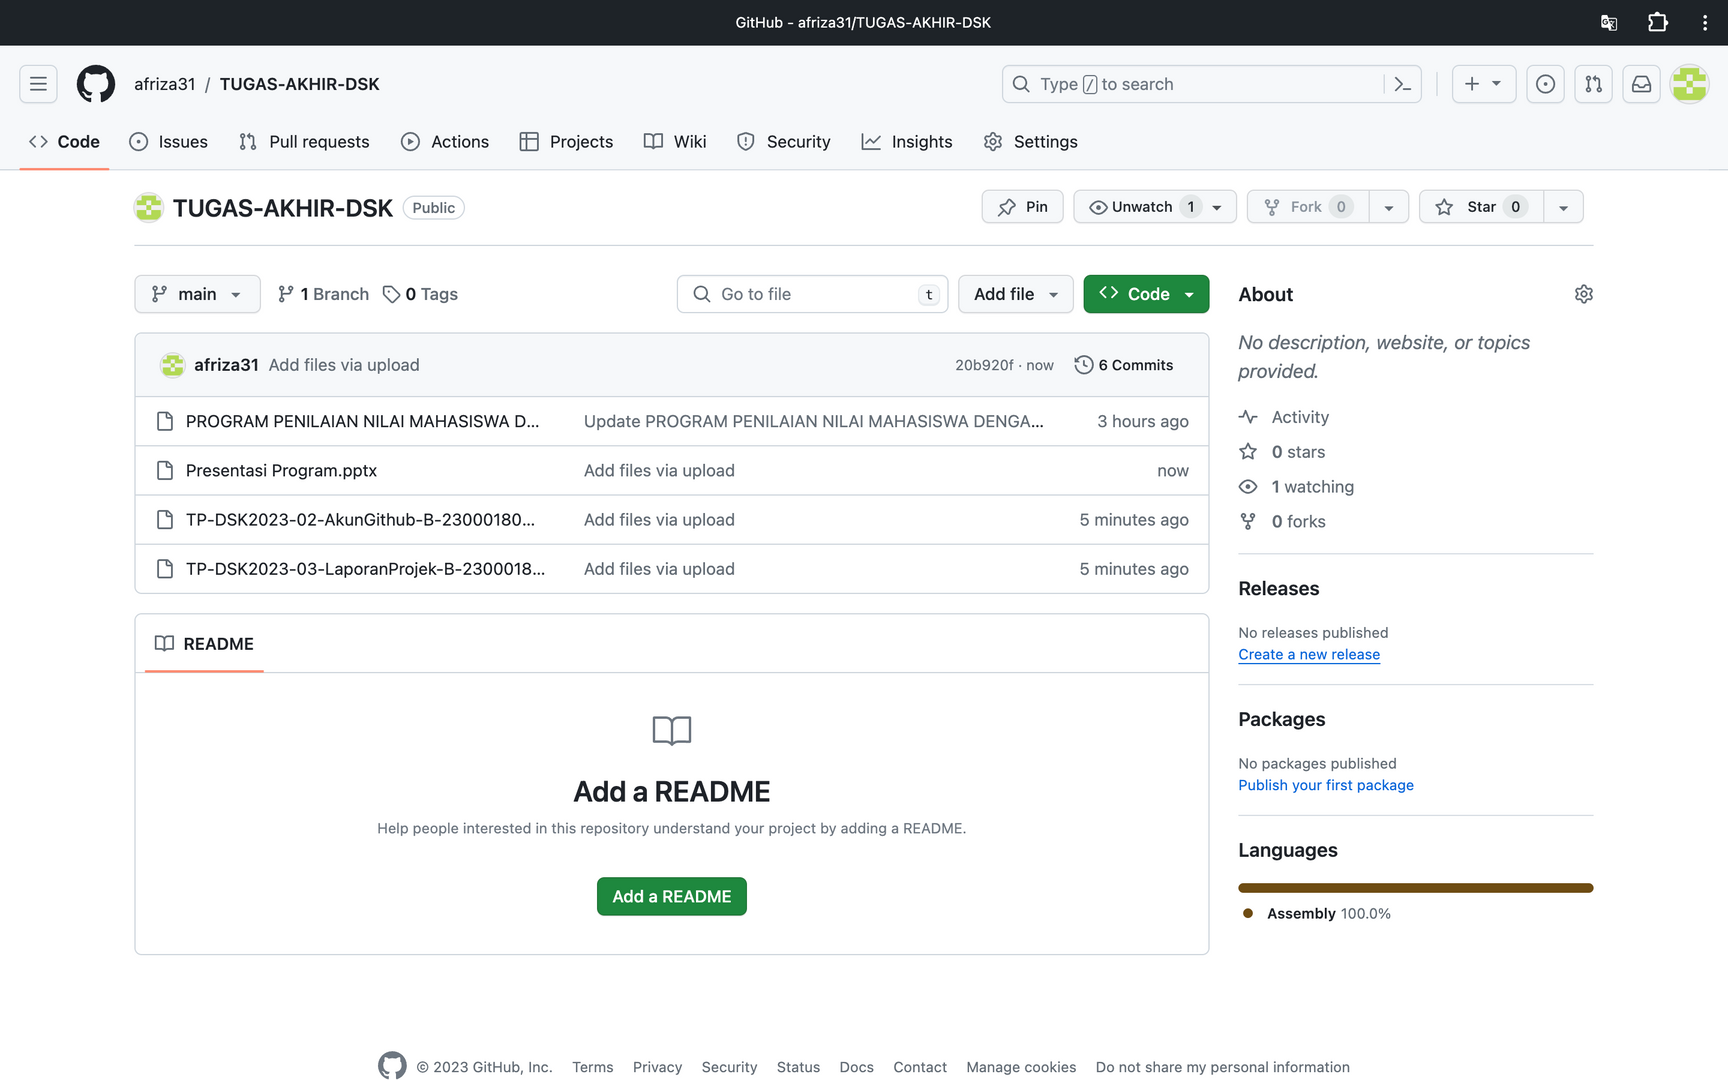 GitHub - afriza31/TUGAS-AKHIR-DSK
afriza31 / TUGAS-AKHIR-DSK
Type / to search
Code
Issues
Pull requests
Actions
Projects
Wiki
Security
Insights
Settings
TUGAS-AKHIR-DSK Public
Pin
Unwatch 1
Fork 0
Star 0
main
1 Branch
0 Tags
Go to file t
Add file
Code
afriza31 Add files via upload 20b920f · now 6 Commits
PROGRAM PENILAIAN NILAI MAHASISWA D... Update PROGRAM PENILAIAN NILAI MAHASISWA DENGA... 3 hours ago
Presentasi Program.pptx Add files via upload now
TP-DSK2023-02-AkunGithub-B-23000180... Add files via upload 5 minutes ago
TP-DSK2023-03-LaporanProjek-B-2300018... Add files via upload 5 minutes ago
README
Add a README
Help people interested in this repository understand your project by adding a README.
Add a README
About
No description, website, or topics
provided.
Activity
0 stars
1 watching
0 forks
Releases
No releases published
Create a new release
Packages
No packages published
Publish your first package
Languages
Assembly 100.0%
© 2023 GitHub, Inc. Terms Privacy Security Status Docs Contact Manage cookies Do not share my personal information